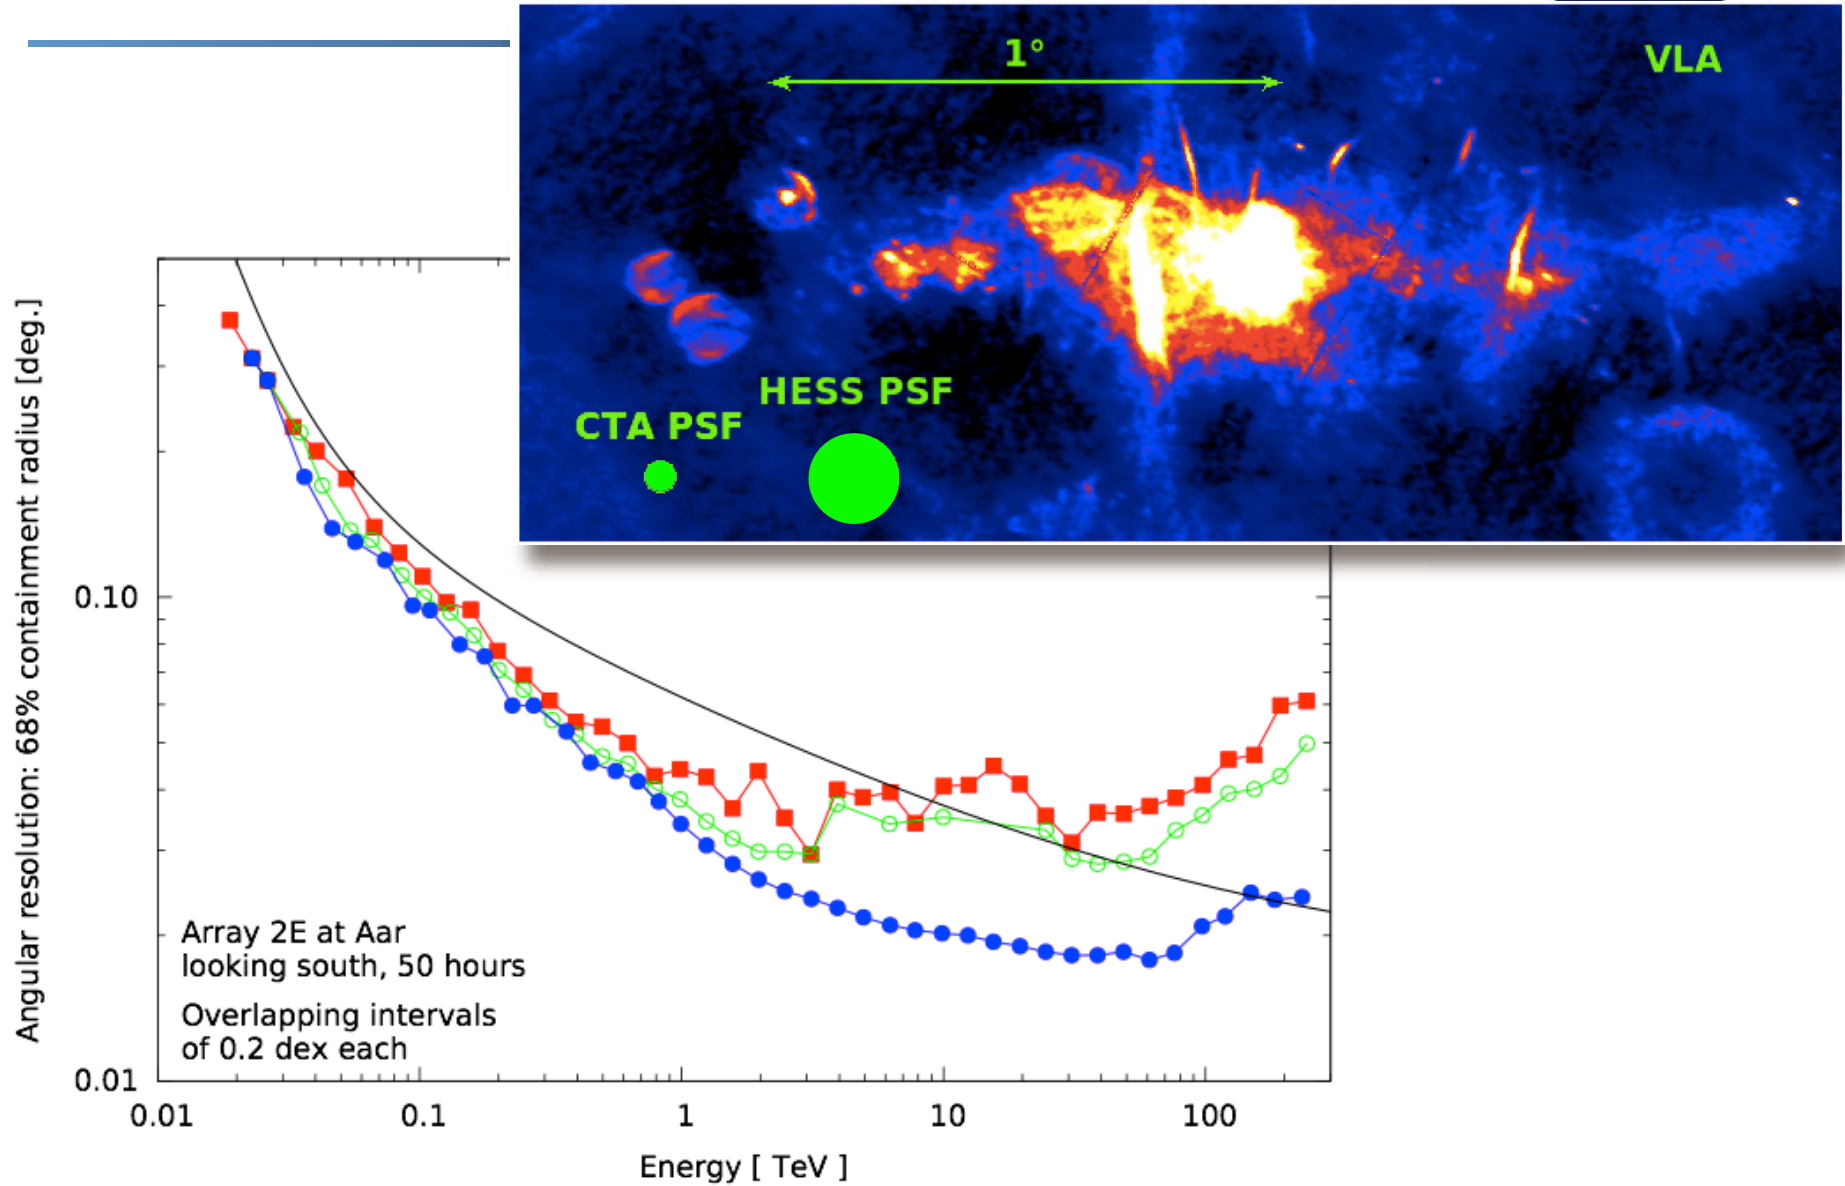 1°
VLA
HESS PSF
CTA PSF
Angular resolution: 68% containment radius [deg.]
0.10
0.01
Array 2E at Aar
looking south, 50 hours
Overlapping intervals
of 0.2 dex each
0.01
0.1
1
10
100
Energy [ TeV ]